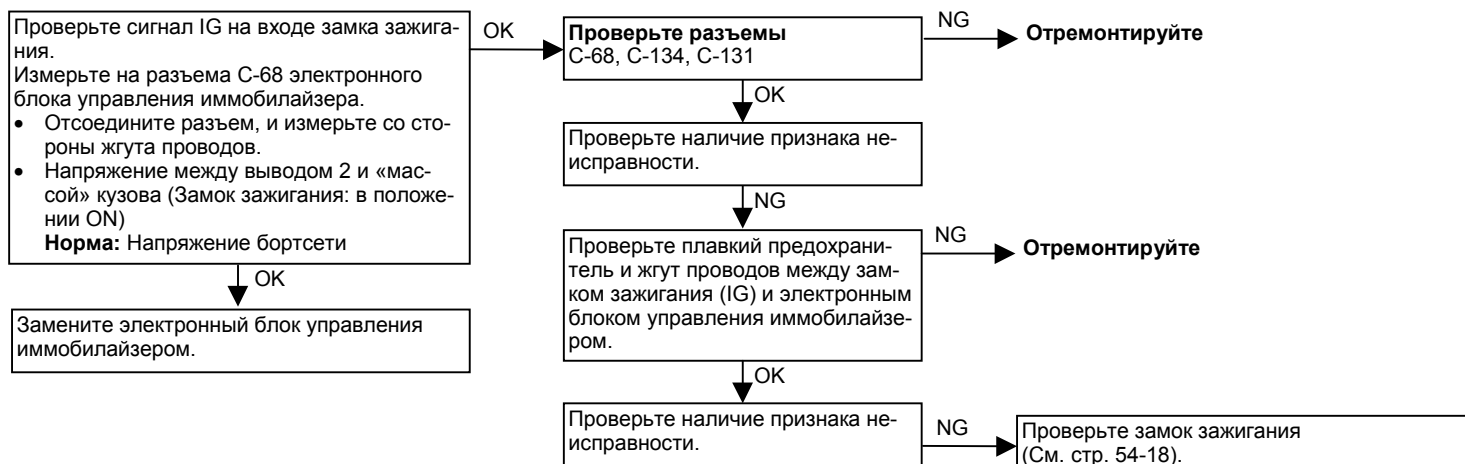 Проверьте сигнал IG на входе замка зажига-
ния.
Измерьте на разъема С-68 электронного
блока управления иммобилайзера.
• Отсоедините разъем, и измерьте со сто-
роны жгута проводов.
• Напряжение между выводом 2 и «мас-
сой» кузова (Замок зажигания: в положе-
нии ON)
Норма: Напряжение бортсети
OK
Замените электронный блок управления
иммобилайзером.
OK
Проверьте разъемы
С-68, С-134, С-131
NG
Отремонтируйте
OK
Проверьте наличие признака не-
исправности.
NG
Проверьте плавкий предохрани-
тель и жгут проводов между зам-
ком зажигания (IG) и электронным
блоком управления иммобилайзе-
ром.
NG
Отремонтируйте
OK
Проверьте наличие признака не-
исправности.
NG
Проверьте замок зажигания
(См. стр. 54-18).